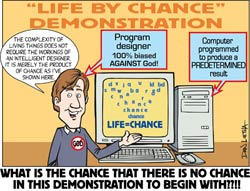 "LIFE BY CHANCE"
DEMONSTRATION
THE COMPLEXITY OF
LIVING THINGS DOES
NOT REQUIRE THE WORKINGS OF
AN INTELLIGENT DESIGNER. IT
IS MERELY THE PRODUCT
OF CHANCE AS I'VE
SHOWN HERE.
Program
designer
100% biased
AGAINST God!
Computer
programmed
to produce a
PREDETERMINED
result
chance
chance
chance
LIFE=CHANCE
GOD
WHAT IS THE CHANCE THAT THERE IS NO CHANCE
IN THIS DEMONSTRATION TO BEGIN WITH!!!